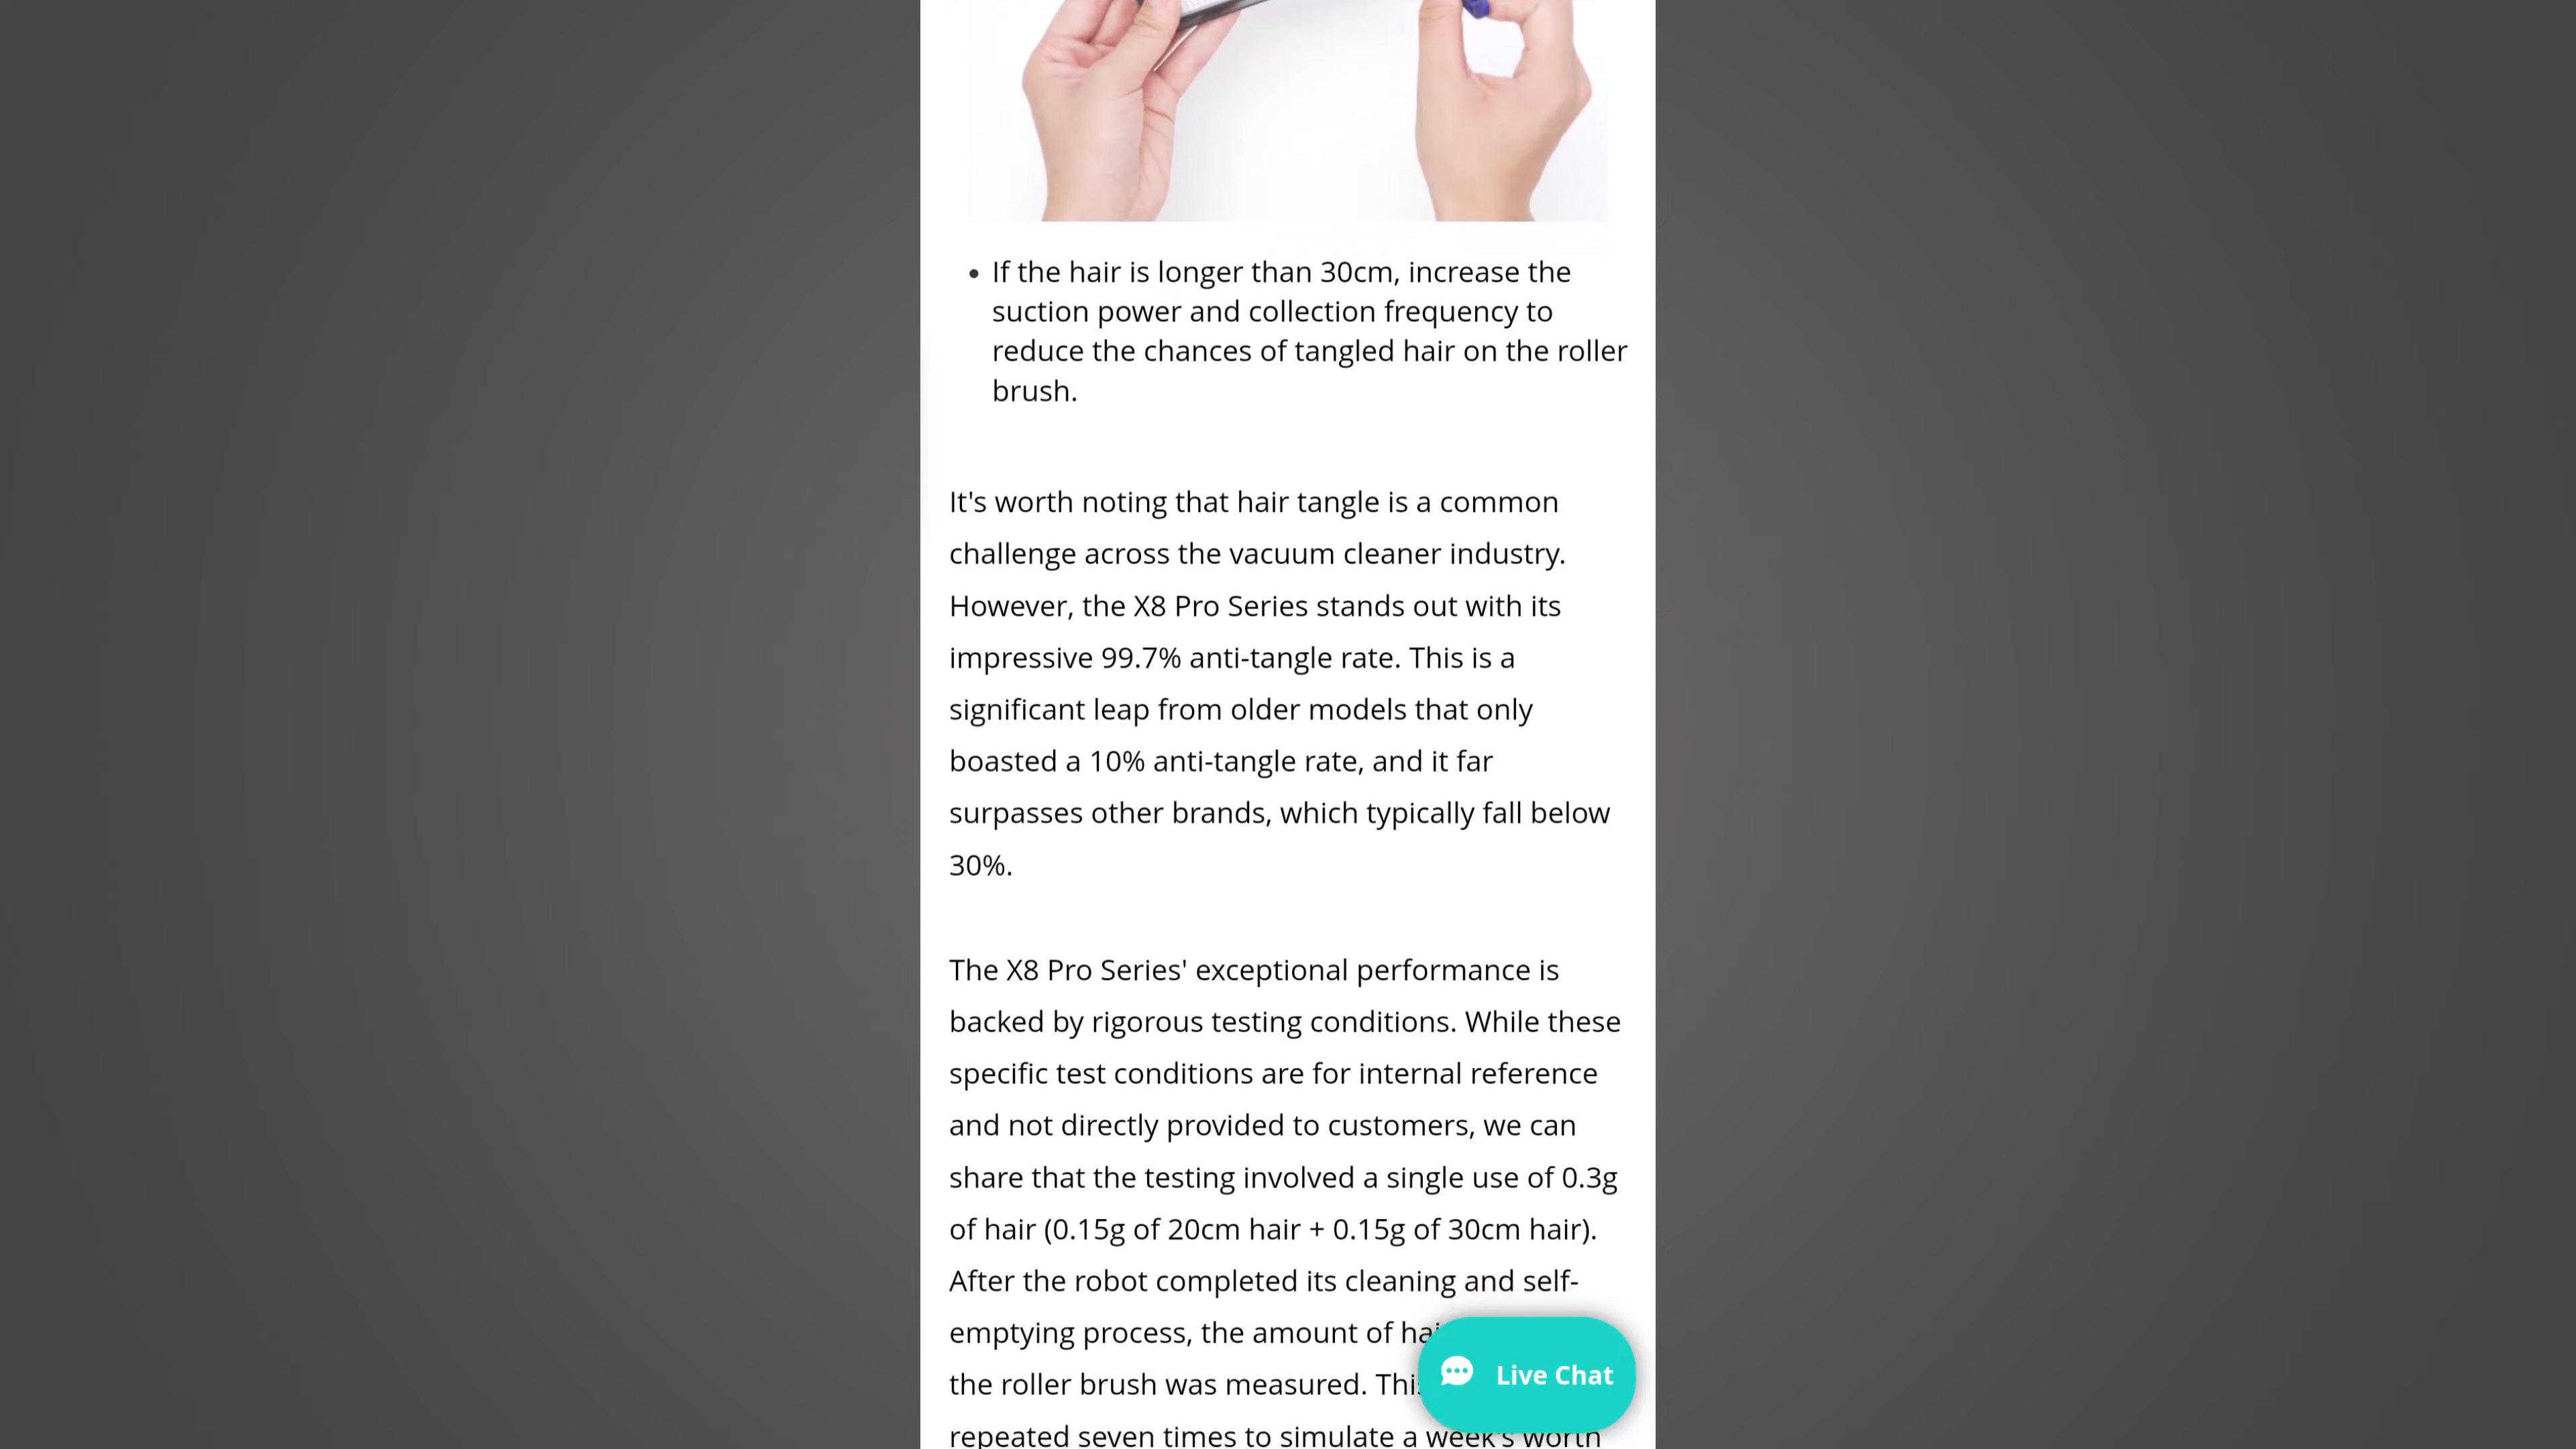 If the hair is longer than 30cm, increase the
suction power and collection frequency to
reduce the chances of tangled hair on the roller
brush.
It's worth noting that hair tangle is a common
challenge across the vacuum cleaner industry.
However, the X8 Pro Series stands out with its
impressive 99.7% anti-tangle rate. This is a
significant leap from older models that only
boasted a 10% anti-tangle rate, and it far
surpasses other brands, which typically fall below
30%.
The X8 Pro Series' exceptional performance is
backed by rigorous testing conditions. While these
specific test conditions are for internal reference
and not directly provided to customers, we can
share that the testing involved a single use of 0.3g
of hair (0.15g of 20cm hair + 0.15g of 30cm hair).
After the robot completed its cleaning and self-
emptying process, the amount of
the roller brush was measured.
repeated seven times to simulate a week's worth
Live Chat